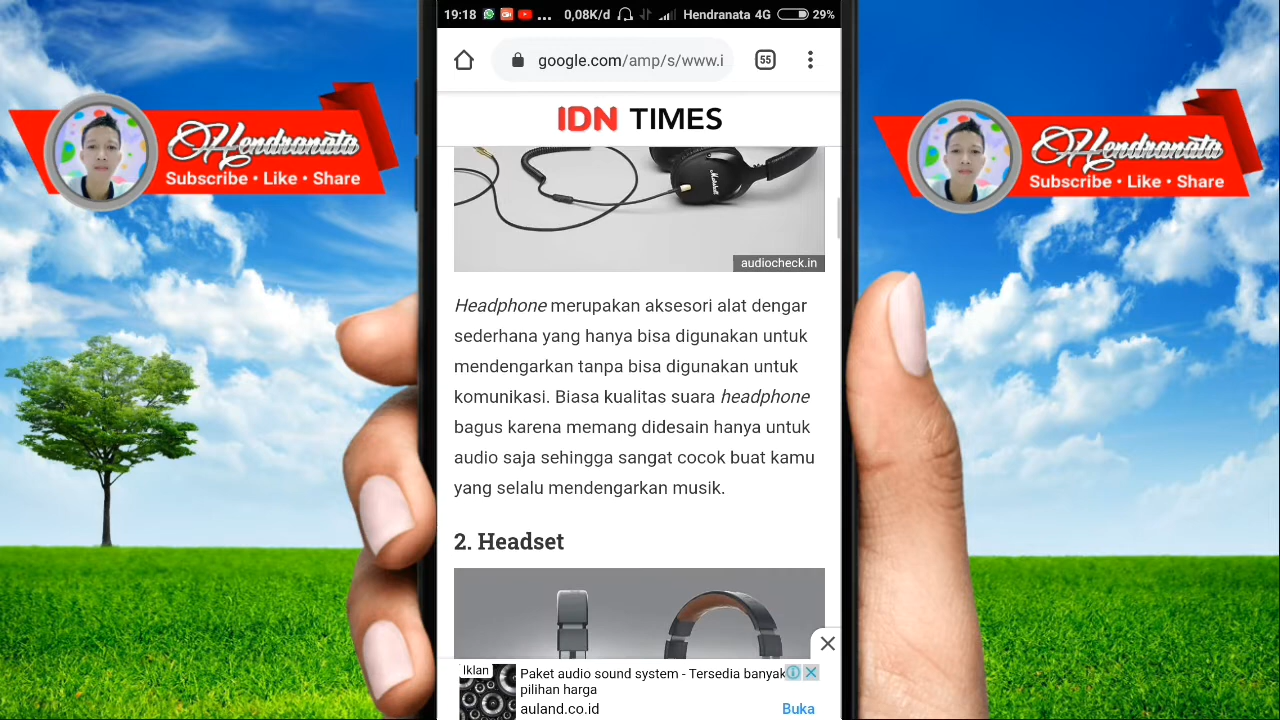 19:18 ... 0,08K/d Hendranata 4G 29%
google.com/amp/s/www.i
55
IDN TIMES
Hendranata
Subscribe • Like • Share
Hendranata
Subscribe • Like • Share
Marshall
audiocheck.in
Headphone merupakan aksesori alat dengar
sederhana yang hanya bisa digunakan untuk
mendengarkan tanpa bisa digunakan untuk
komunikasi. Biasa kualitas suara headphone
bagus karena memang didesain hanya untuk
audio saja sehingga sangat cocok buat kamu
yang selalu mendengarkan musik.
2. Headset
Iklan
Paket audio sound system - Tersedia banyak
pilihan harga
auland.co.id
Buka